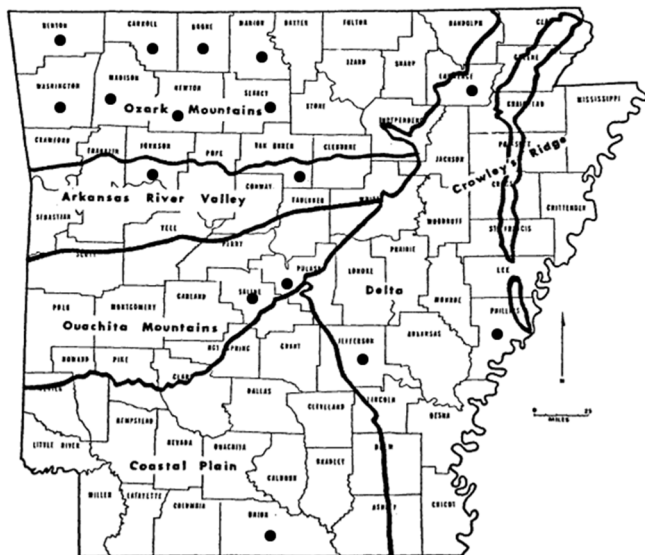 BENTON
CARROLL
BOONE
MARION
BAXTER
FULTON
RANDOLPH
CLAY
WASHINGTON
MADISON
NEWTON
SEARCY
IZARD
SHARP
LAWRENCE
GREENE
MISSISSIPPI
Ozark Mountains
STONE
INDEPENDENCE
CRAIGHEAD
CRAWFORD
FRANKLIN
JOHNSON
POPE
VAN BUREN
CLEBURNE
JACKSON
POINSETT
Crowley's Ridge
Arkansas River Valley
CONWAY
FAULKNER
WHITE
CROSS
CRITTENDEN
SEBASTIAN
YELL
PERRY
WOODRUFF
ST FRANCIS
SCOTT
PULASKI
LONOKE
PRAIRIE
LEE
POLK
MONTGOMERY
GARLAND
SALINE
Delta
MONROE
PHILLIPS
Ouachita Mountains
HOWARD
PIKE
HOT SPRING
GRANT
JEFFERSON
ARKANSAS
N
CLARK
DALLAS
CLEVELAND
LINCOLN
DESHA
0 25
MILES
LITTLE RIVER
HEMPSTEAD
NEVADA
OUACHITA
Coastal Plain
CALHOUN
BRADLEY
DREW
MILLER
LAFAYETTE
COLUMBIA
UNION
ASHLEY
CHICOT